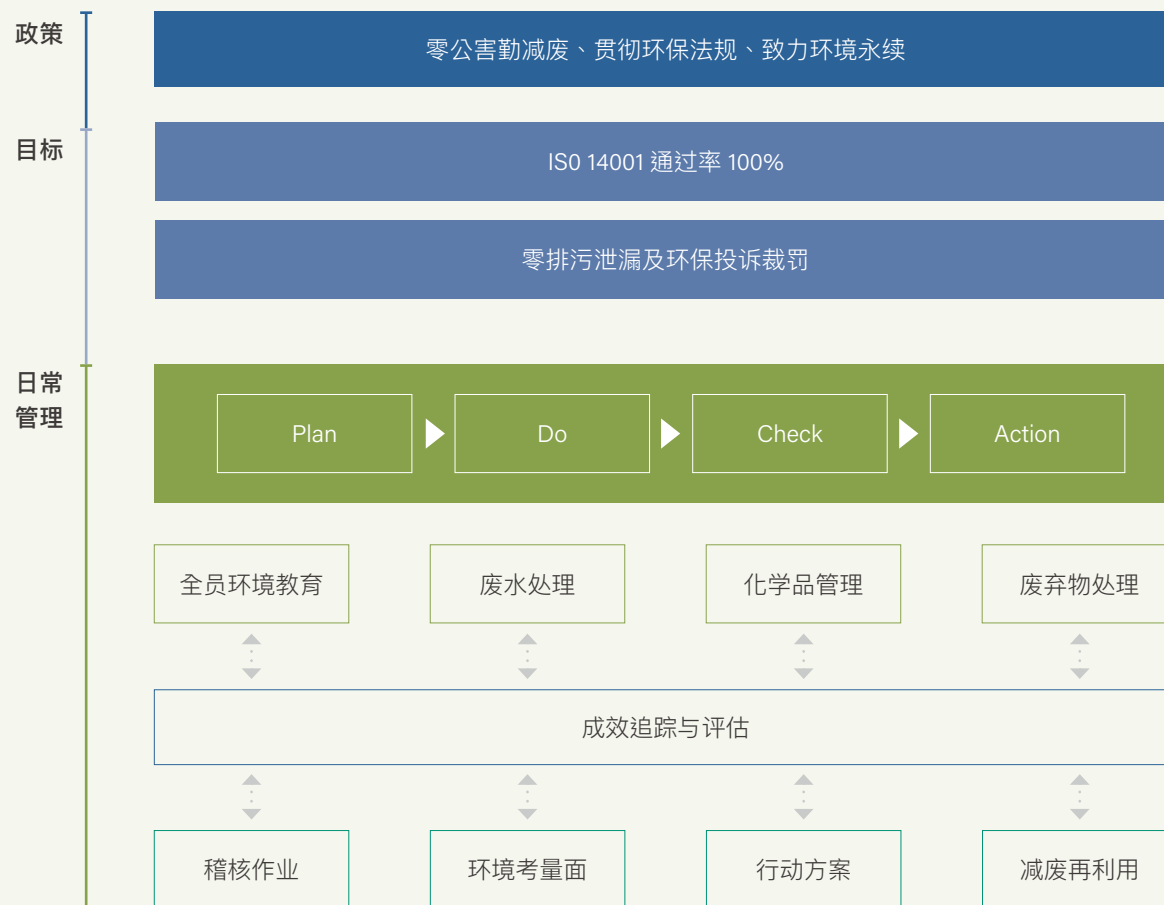 政策
零公害勤减废、贯彻环保法规、致力环境永续
目标
IS0 14001 通过率 100%
零排污泄漏及环保投诉裁罚
日常
管理
Plan
Do
Check
Action
全员环境教育
废水处理
化学品管理
废弃物处理
成效追踪与评估
稽核作业
环境考量面
行动方案
减废再利用